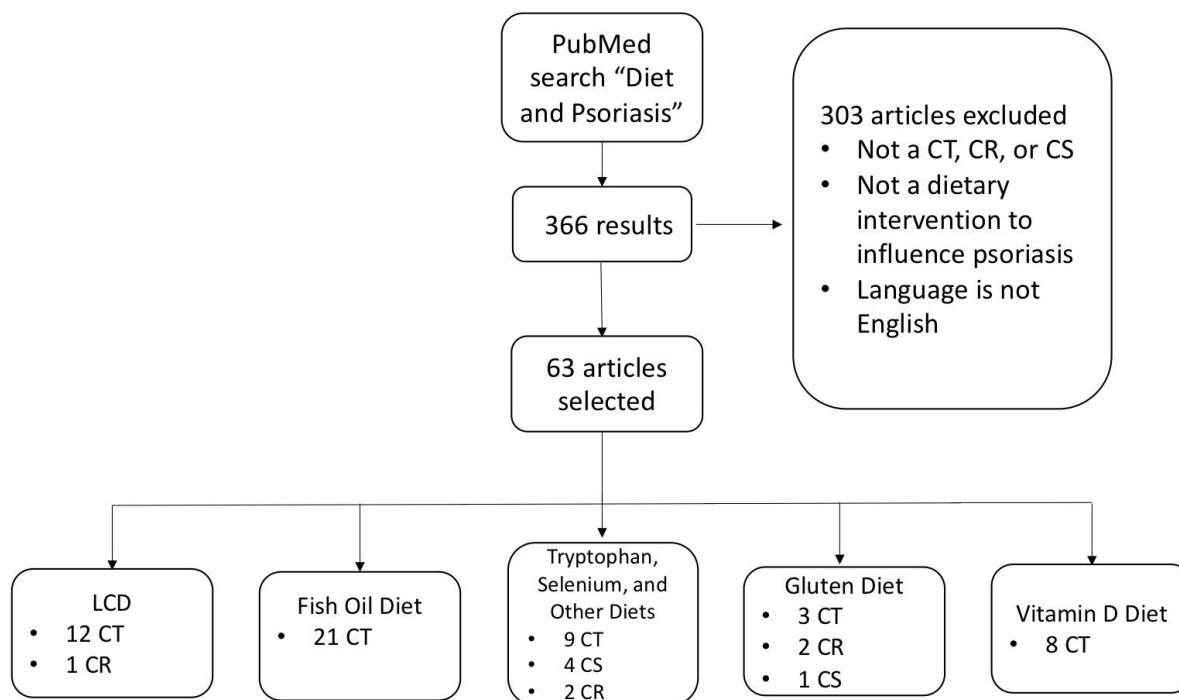 PubMed
search “Diet
and Psoriasis”
366 results
303 articles excluded
• Not a CT, CR, or CS
• Not a dietary
intervention to
influence psoriasis
• Language is not
English
63 articles
selected
LCD
• 12 CT
• 1 CR
Fish Oil Diet
• 21 CT
Tryptophan,
Selenium, and
Other Diets
• 9 CT
• 4 CS
• 2 CR
Gluten Diet
• 3 CT
• 2 CR
• 1 CS
Vitamin D Diet
• 8 CT